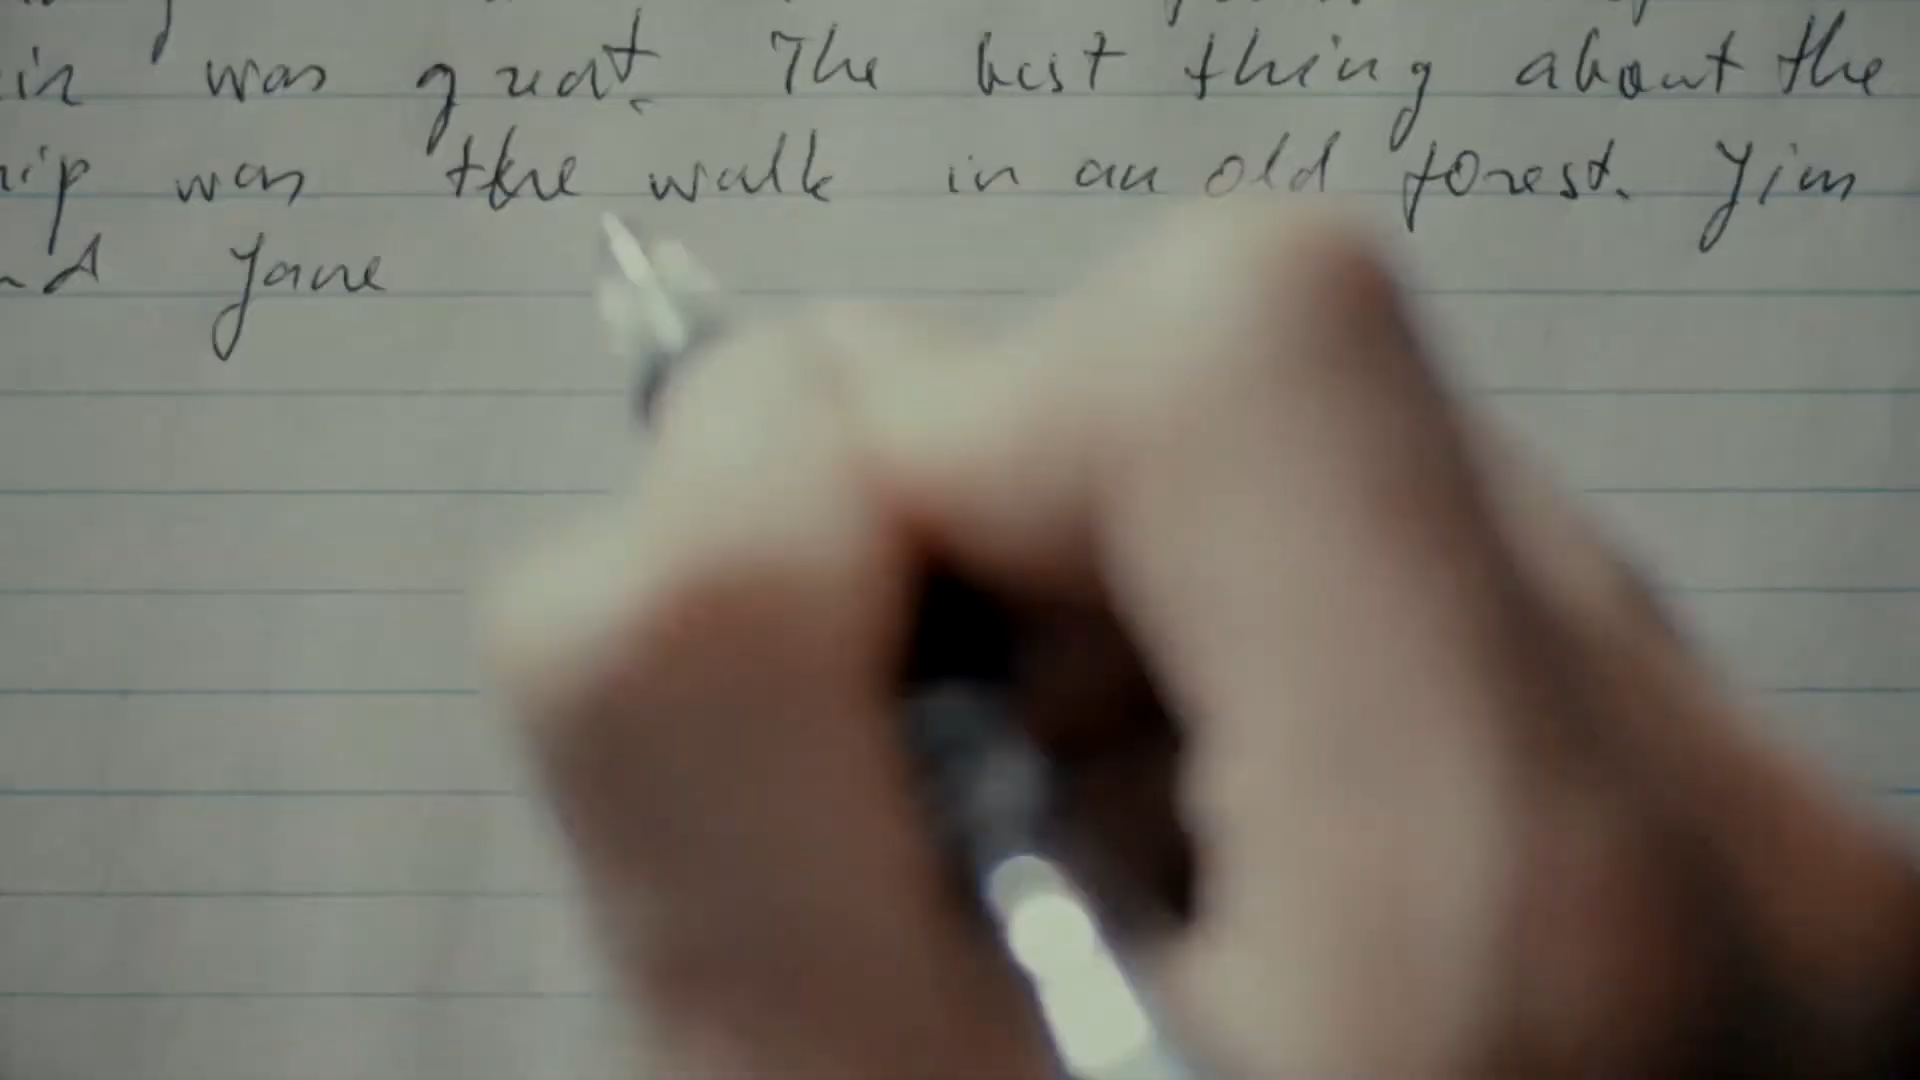 was great. The best thing about the
was the walk in an old forest. Jim
Jane